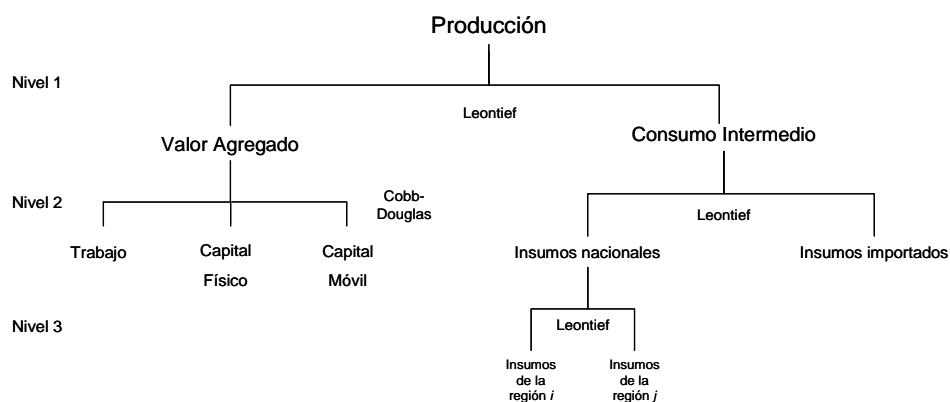 Producción
Nivel 1
Leontief
Valor Agregado
Consumo Intermedio
Nivel 2
Cobb-
Douglas
Leontief
Trabajo
Capital
Físico
Capital
Móvil
Insumos nacionales
Insumos importados
Nivel 3
Leontief
Insumos
de la
región i
Insumos
de la
región j